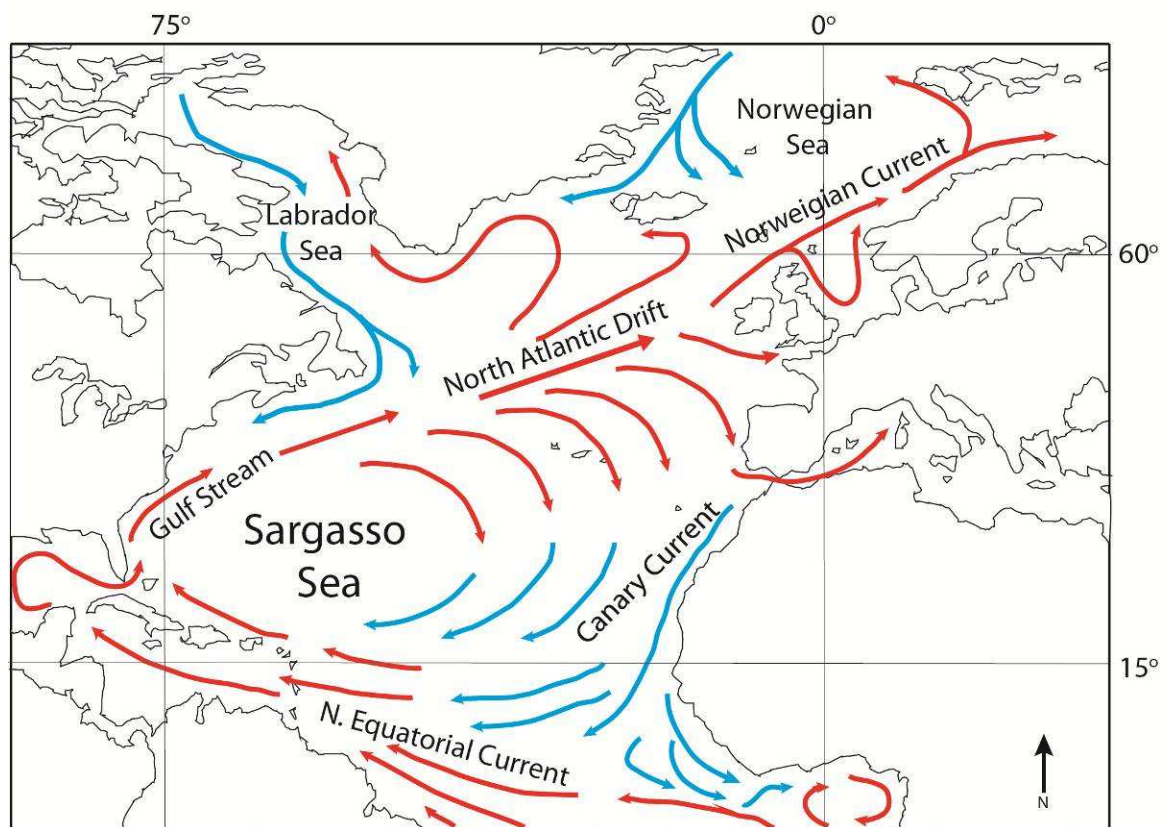 75°
0°
Norwegian
Sea
Norweigian Current
Labrador
Sea
60°
North Atlantic Drift
Gulf Stream
Sargasso
Sea
Canary Current
15°
N. Equatorial Current
N